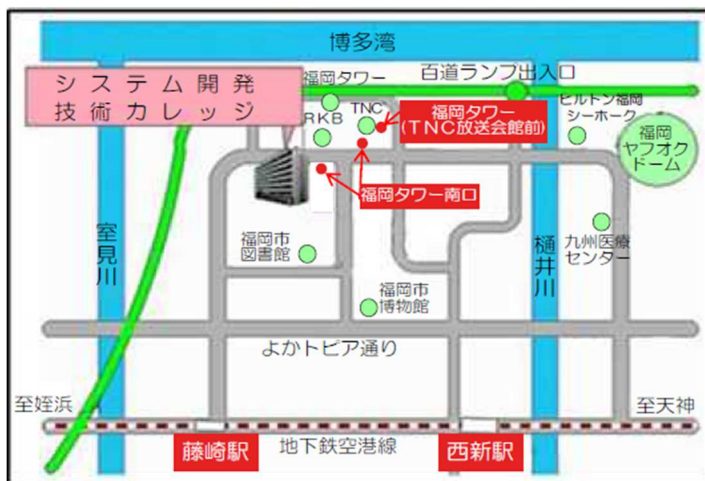 博多湾
システム開発
技術カレッジ
福岡タワー
百道ランプ出入口
RKB
TNC
福岡タワー
(TNC放送会館前)
ヒルトン福岡
シーホーク
福岡
ヤフオク
ドーム
福岡タワー南口
室見川
福岡市
図書館
樋井川
九州医療
センター
福岡市
博物館
よかトピア通り
至姪浜
至天神
藤崎駅
地下鉄空港線
西新駅